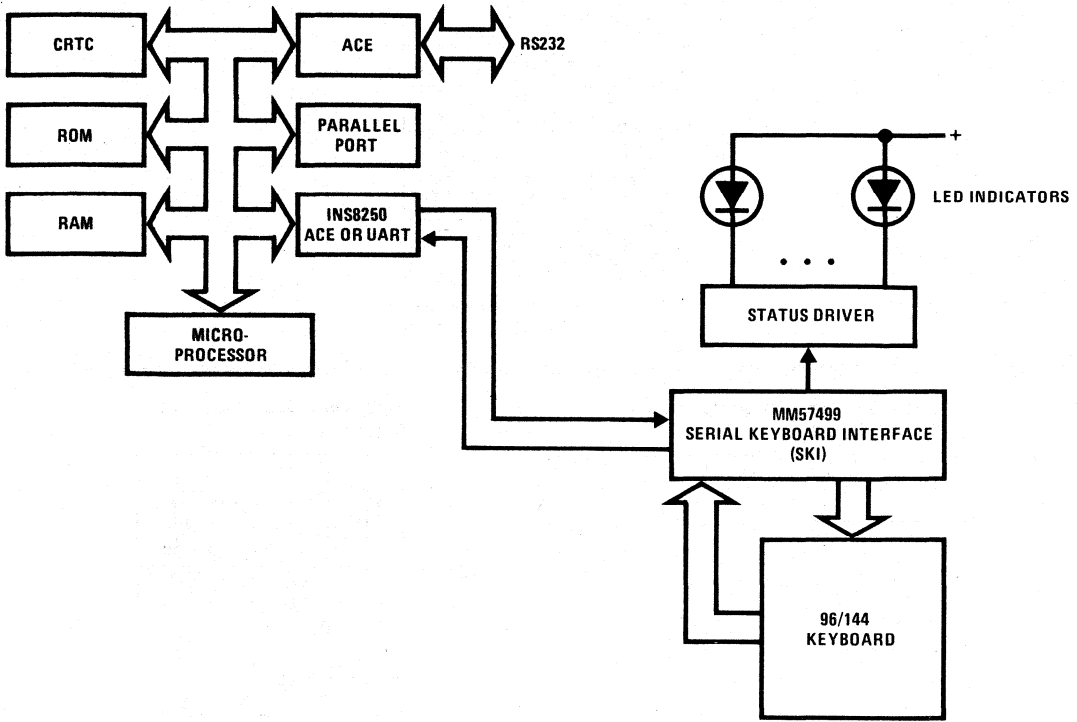 CRTC
ACE
RS232
ROM
PARALLEL
PORT
RAM
INS8250
ACE OR UART
MICRO-
PROCESSOR
+
LED INDICATORS
• • •
STATUS DRIVER
MM57499
SERIAL KEYBOARD INTERFACE
(SKI)
96/144
KEYBOARD